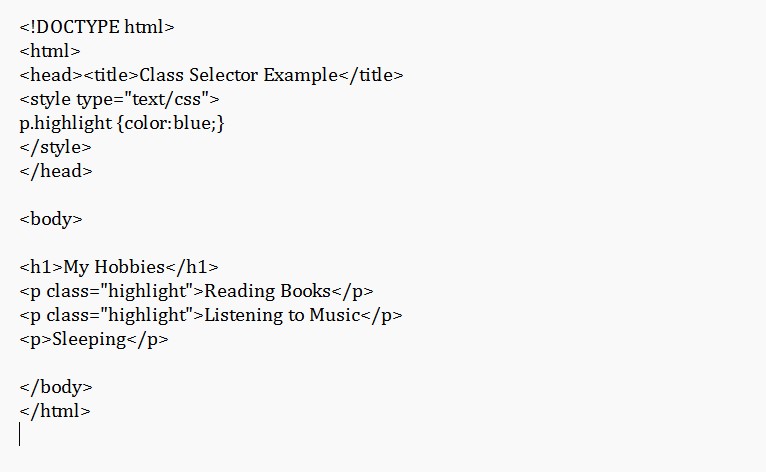 <!DOCTYPE html>
<html>
<head><title>Class Selector Example</title>
<style type="text/css">
p.highlight {color:blue;}
</style>
</head>
<body>
<h1>My Hobbies</h1>
<p class="highlight">Reading Books</p>
<p class="highlight">Listening to Music</p>
<p>Sleeping</p>
</body>
</html>